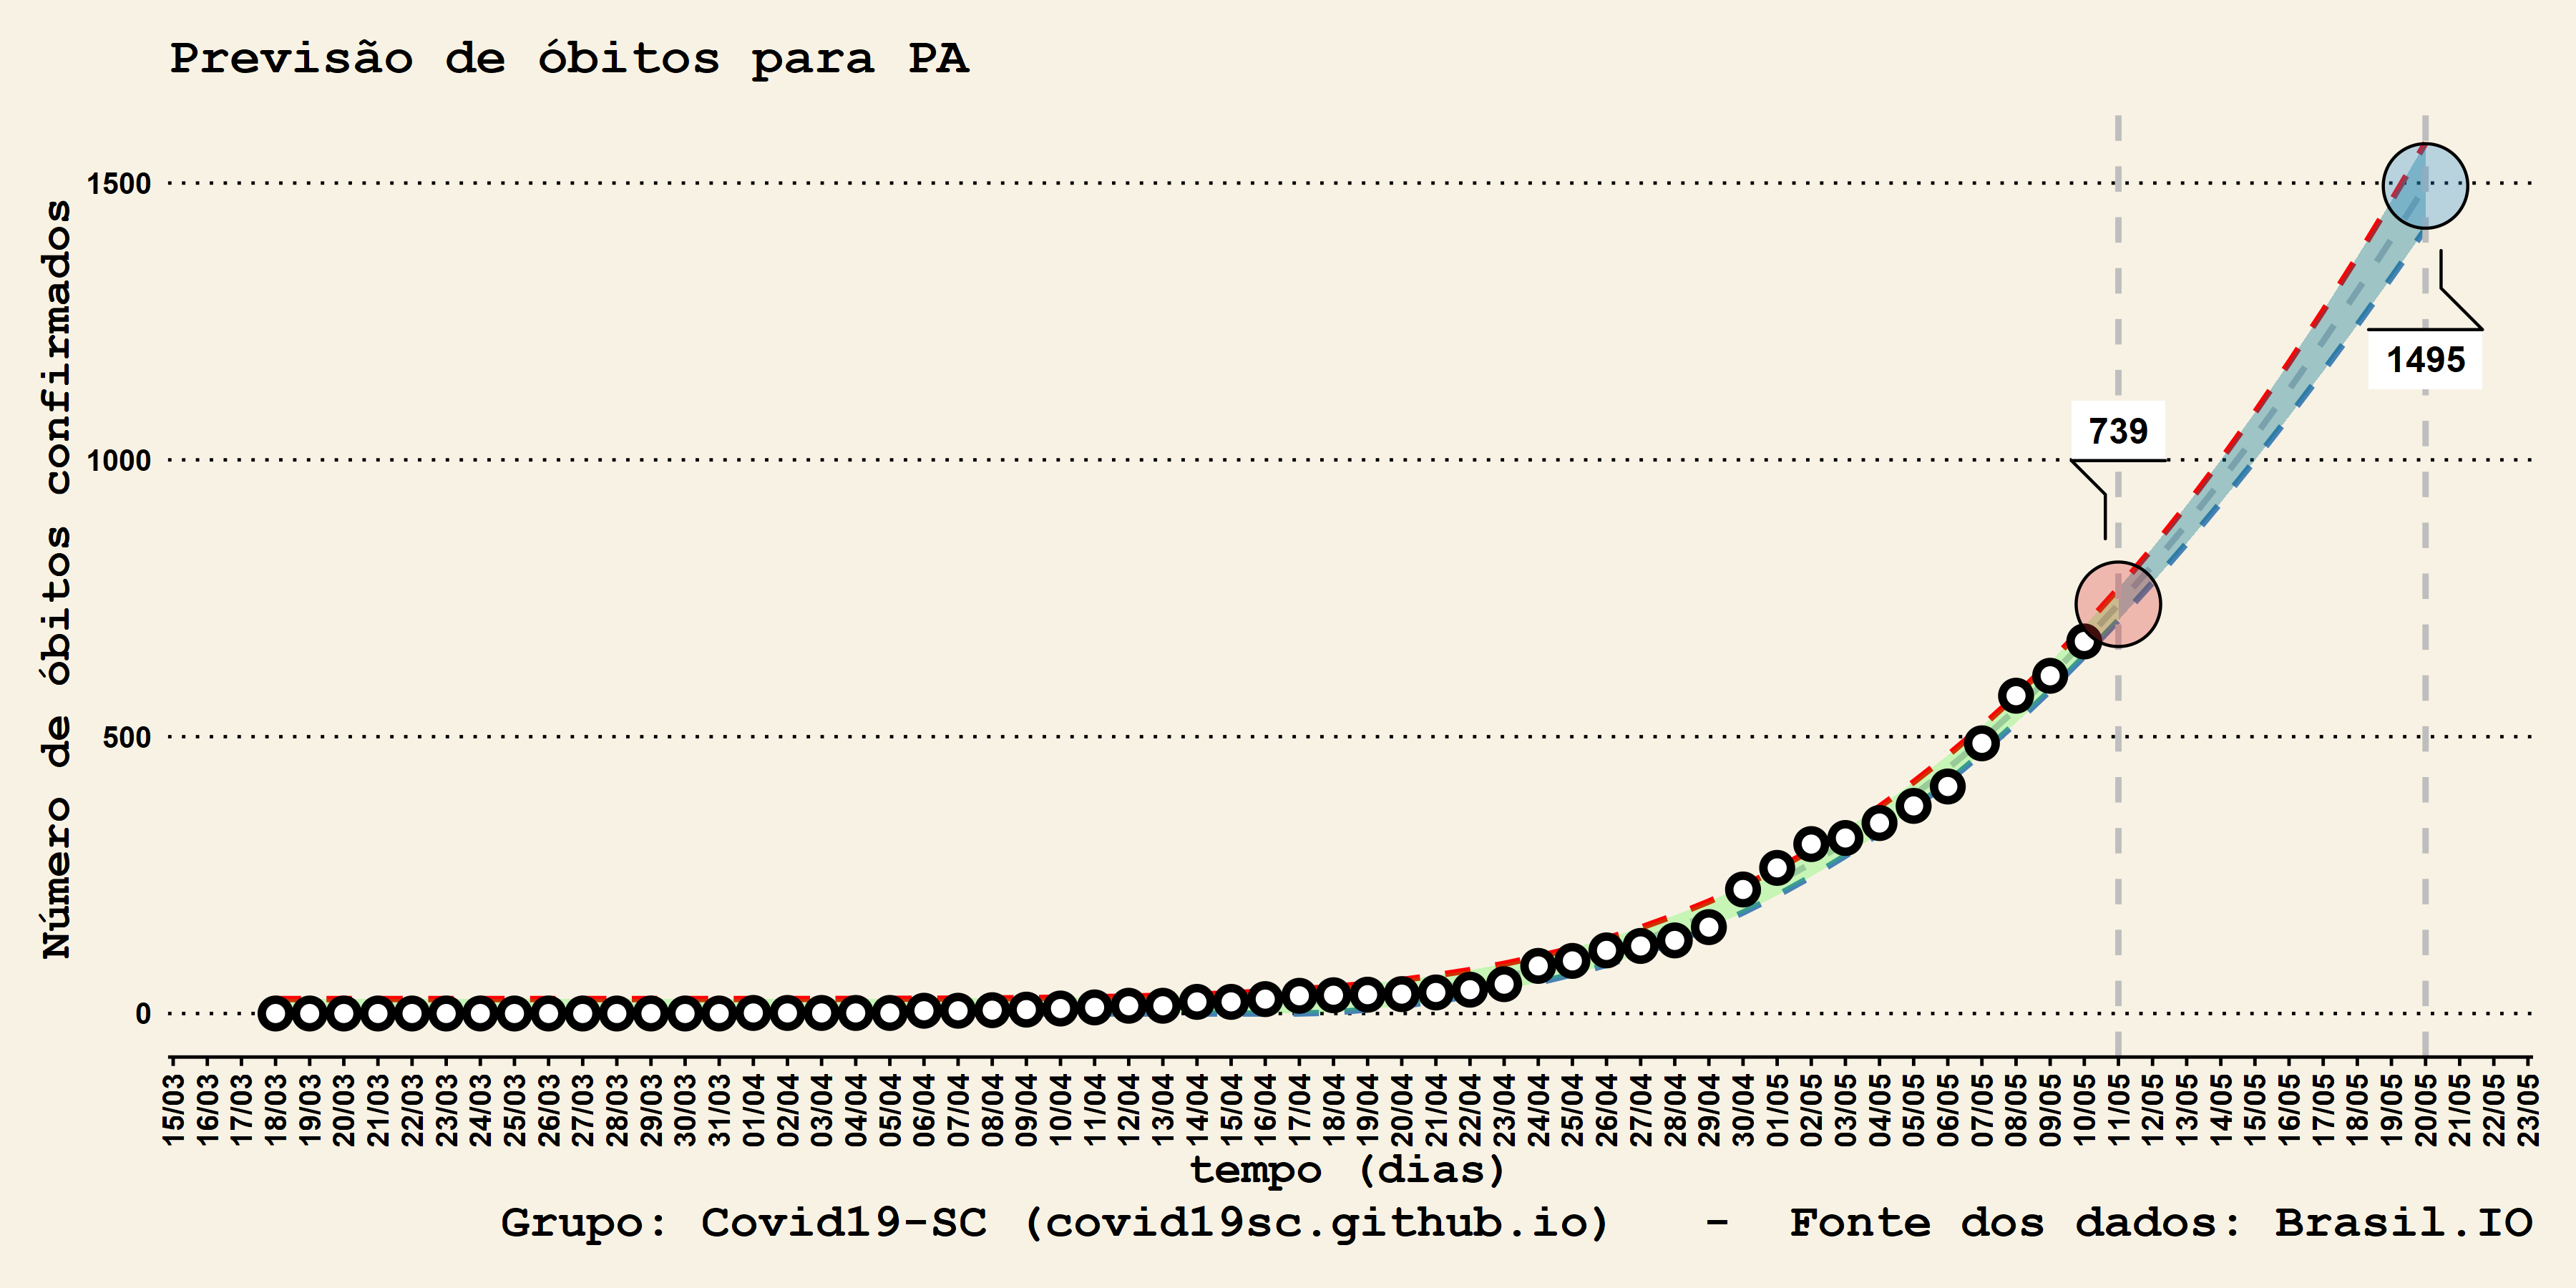 Previsão de óbitos para PA
Número de óbitos confirmados
1500
1000
500
0
1495
739
15/03 16/03 17/03 18/03 19/03 20/03 21/03 22/03 23/03 24/03 25/03 26/03 27/03 28/03 29/03 30/03 31/03 01/04 02/04 03/04 04/04 05/04 06/04 07/04 08/04 09/04 10/04 11/04 12/04 13/04 14/04 15/04 16/04 17/04 18/04 19/04 20/04 21/04 22/04 23/04 24/04 25/04 26/04 27/04 28/04 29/04 30/04 01/05 02/05 03/05 04/05 05/05 06/05 07/05 08/05 09/05 10/05 11/05 12/05 13/05 14/05 15/05 16/05 17/05 18/05 19/05 20/05 21/05 22/05 23/05
tempo (dias)
Grupo: Covid19-SC (covid19sc.github.io) - Fonte dos dados: Brasil.IO